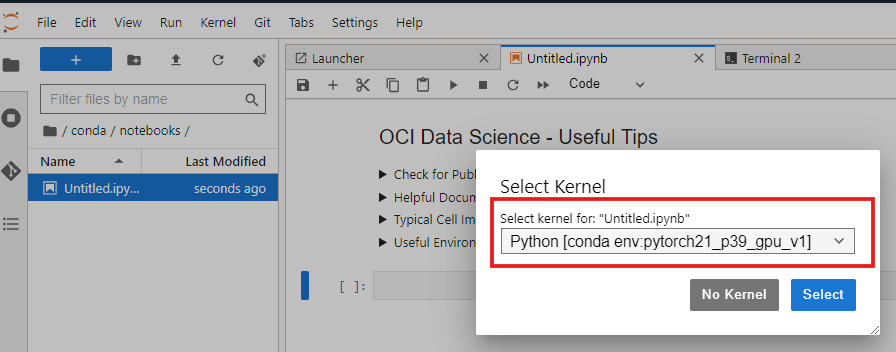 File Edit View Run Kernel Git Tabs Settings Help
Launcher
Untitled.ipynb
Terminal 2
Code
Filter files by name
/ conda / notebooks /
Name Last Modified
Untitled.ipy... seconds ago
OCI Data Science - Useful Tips
Check for Publ
Helpful Docum
Typical Cell Im
Useful Environ
[ ]:
Select Kernel
Select kernel for: "Untitled.ipynb"
Python [conda env:pytorch21_p39_gpu_v1]
No Kernel Select